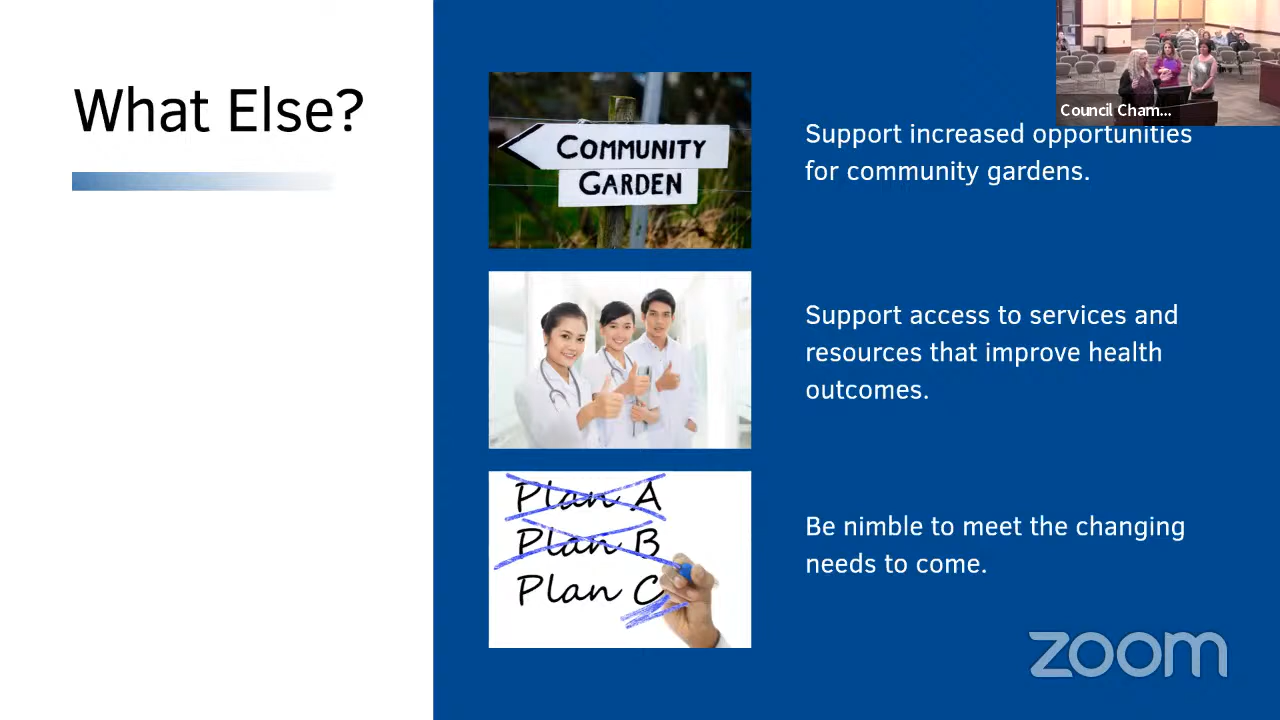 What Else?
COMMUNITY
GARDEN
Council Cham...
Support increased opportunities
for community gardens.
Support access to services and
resources that improve health
outcomes.
Plan A
Plan B
Plan C
Be nimble to meet the changing
needs to come.
zoom